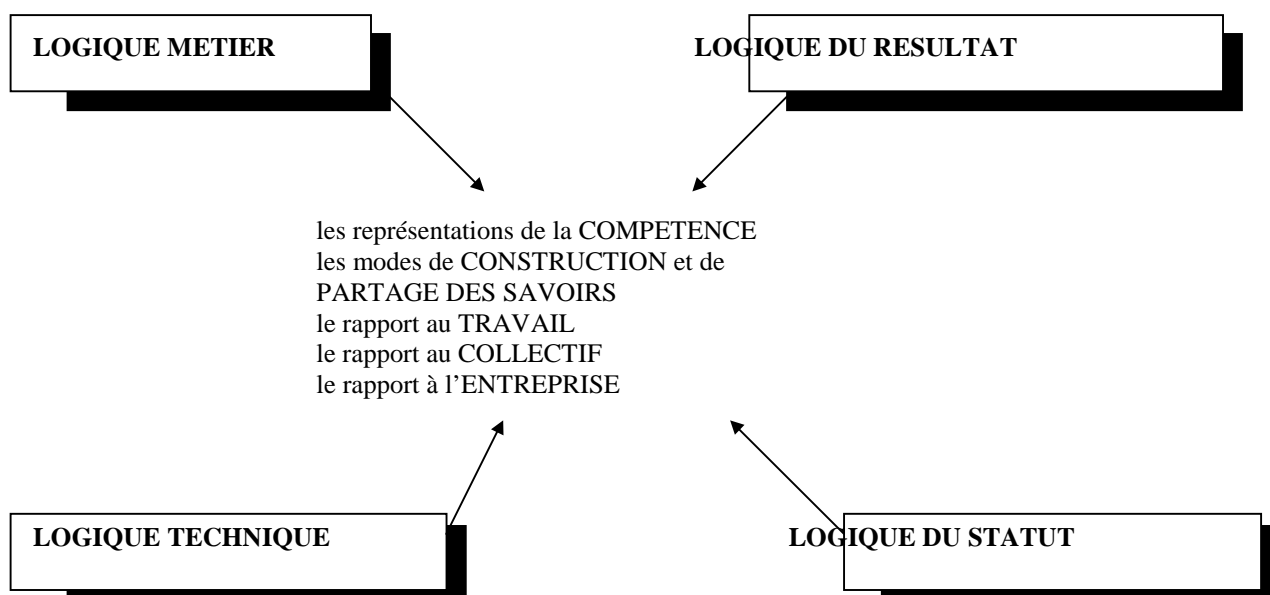 LOGIQUE METIER
LOGIQUE DU RESULTAT
les représentations de la COMPETENCE
les modes de CONSTRUCTION et de
PARTAGE DES SAVOIRS
le rapport au TRAVAIL
le rapport au COLLECTIF
le rapport à l’ENTREPRISE
LOGIQUE TECHNIQUE
LOGIQUE DU STATUT